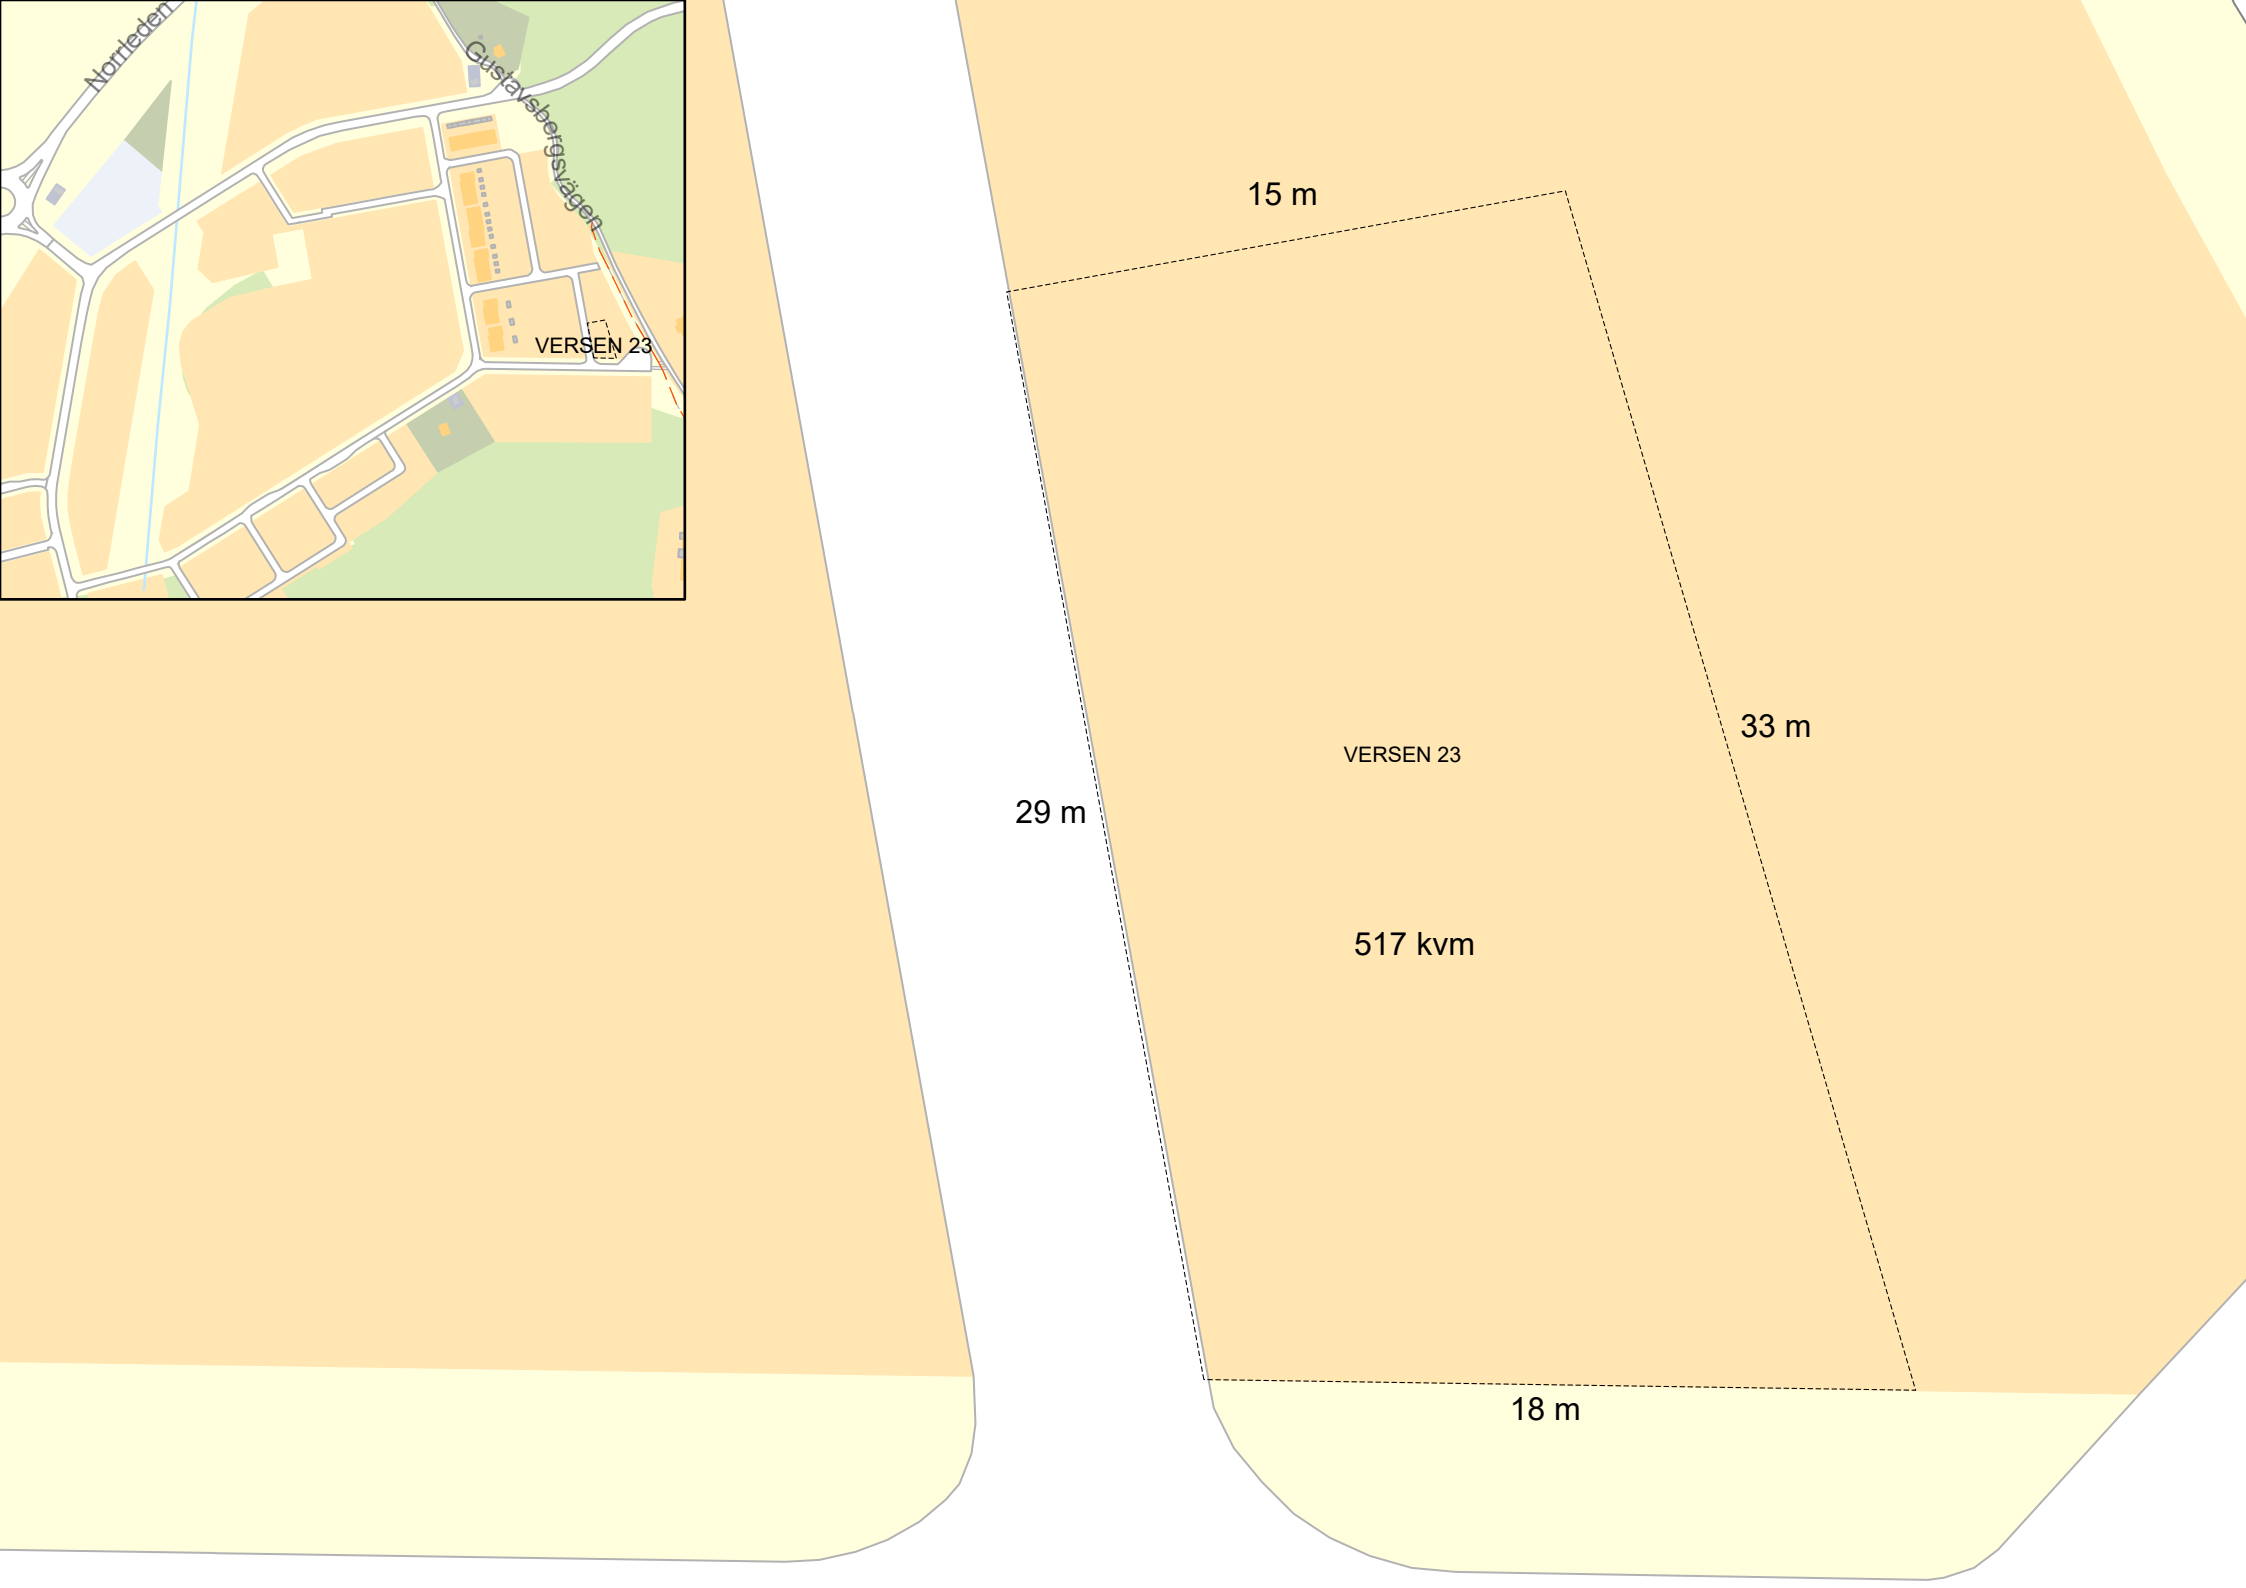 Norrleden
Gustavsbergsvägen
VERSEN 23
15 m
33 m
VERSEN 23
29 m
517 kvm
18 m